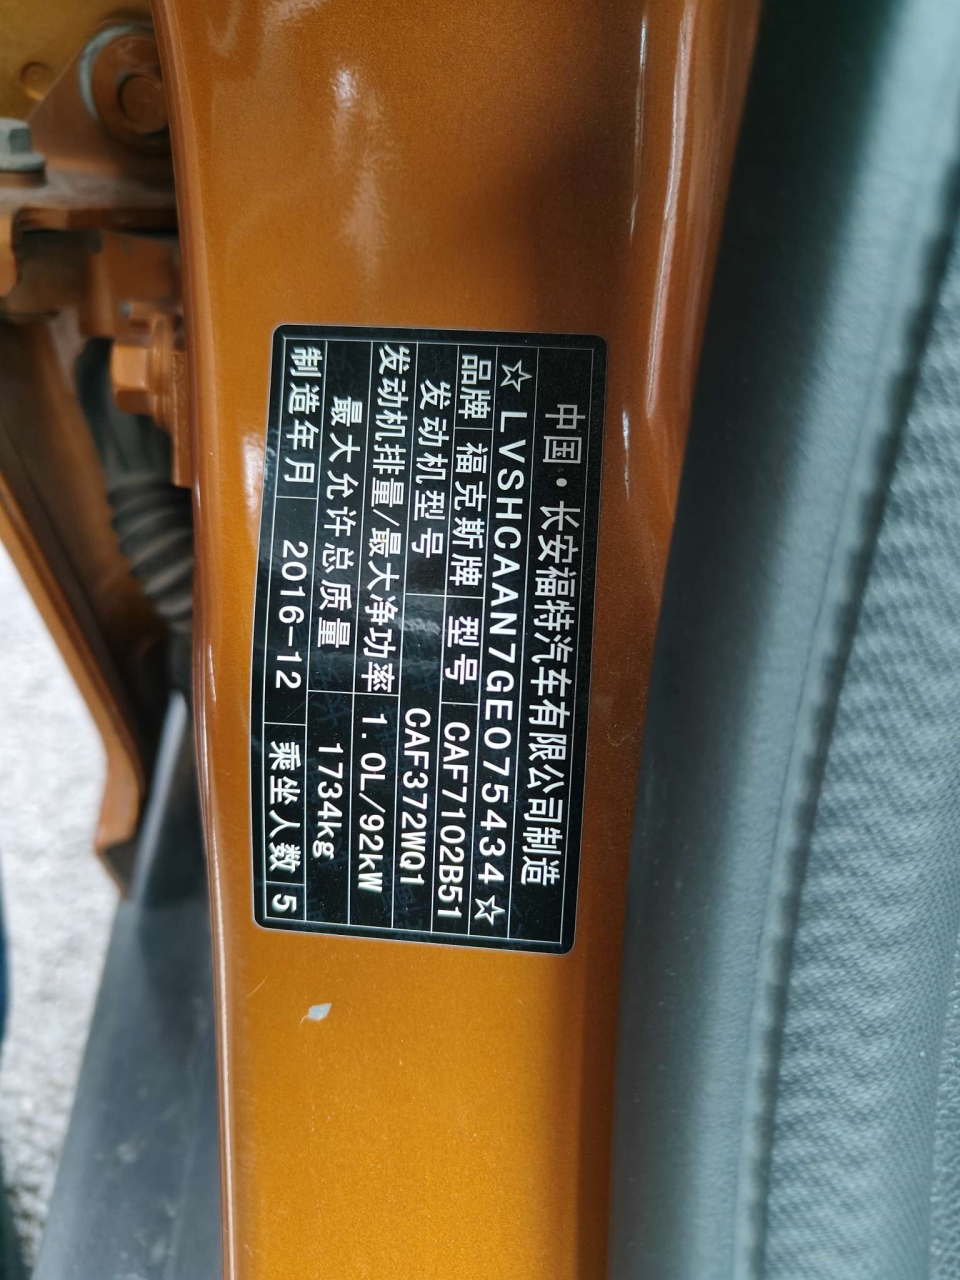 中国·长安福特汽车有限公司制造
☆LVSHCAAN7GE075434☆
品牌 福克斯牌 型号 CAF7102B51
发动机型号 CAF372WQ1
发动机排量/最大净功率 1.0L/92kW
最大允许总质量 1734kg
制造年月 2016-12 乘坐人数 5